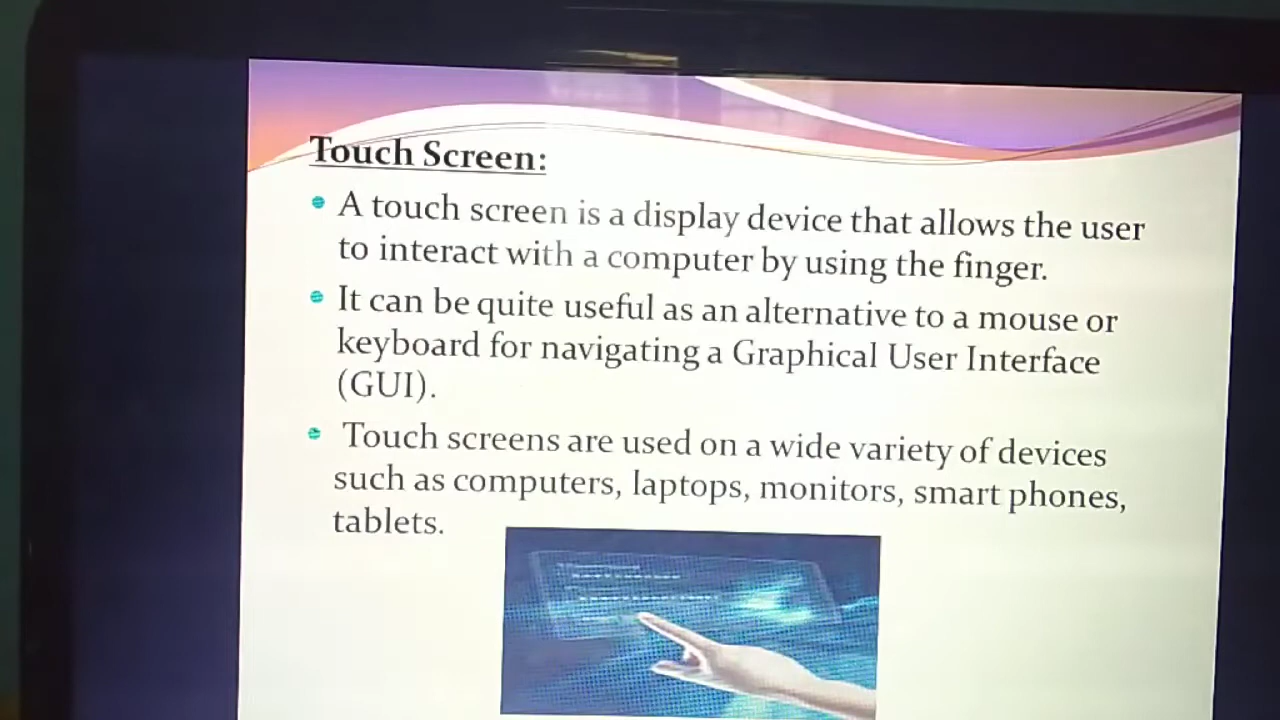 Touch Screen:
A touch screen is a display device that allows the user
to interact with a computer by using the finger.
It can be quite useful as an alternative to a mouse or
keyboard for navigating a Graphical User Interface
(GUI).
Touch screens are used on a wide variety of devices
such as computers, laptops, monitors, smart phones,
tablets.